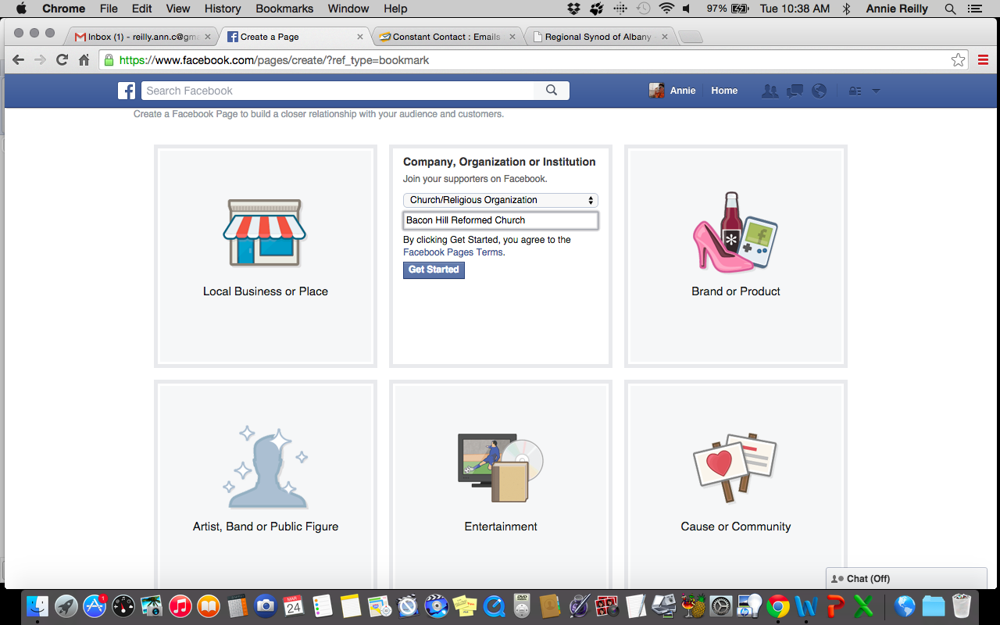 Chrome File Edit View History Bookmarks Window Help 97% Tue 10:38 AM Annie Reilly
Inbox (1) - reilly.ann.c@gma
Create a Page
Constant Contact : Emails
Regional Synod of Albany
https://www.facebook.com/pages/create/?ref_type=bookmark
Search Facebook
Annie Home
Create a Facebook Page to build a closer relationship with your audience and customers.
Local Business or Place
Company, Organization or Institution
Join your supporters on Facebook.
Church/Religious Organization
Bacon Hill Reformed Church
By clicking Get Started, you agree to the
Facebook Pages Terms.
Get Started
Brand or Product
Artist, Band or Public Figure
Entertainment
Cause or Community
Chat (Off)
1
MAR
24